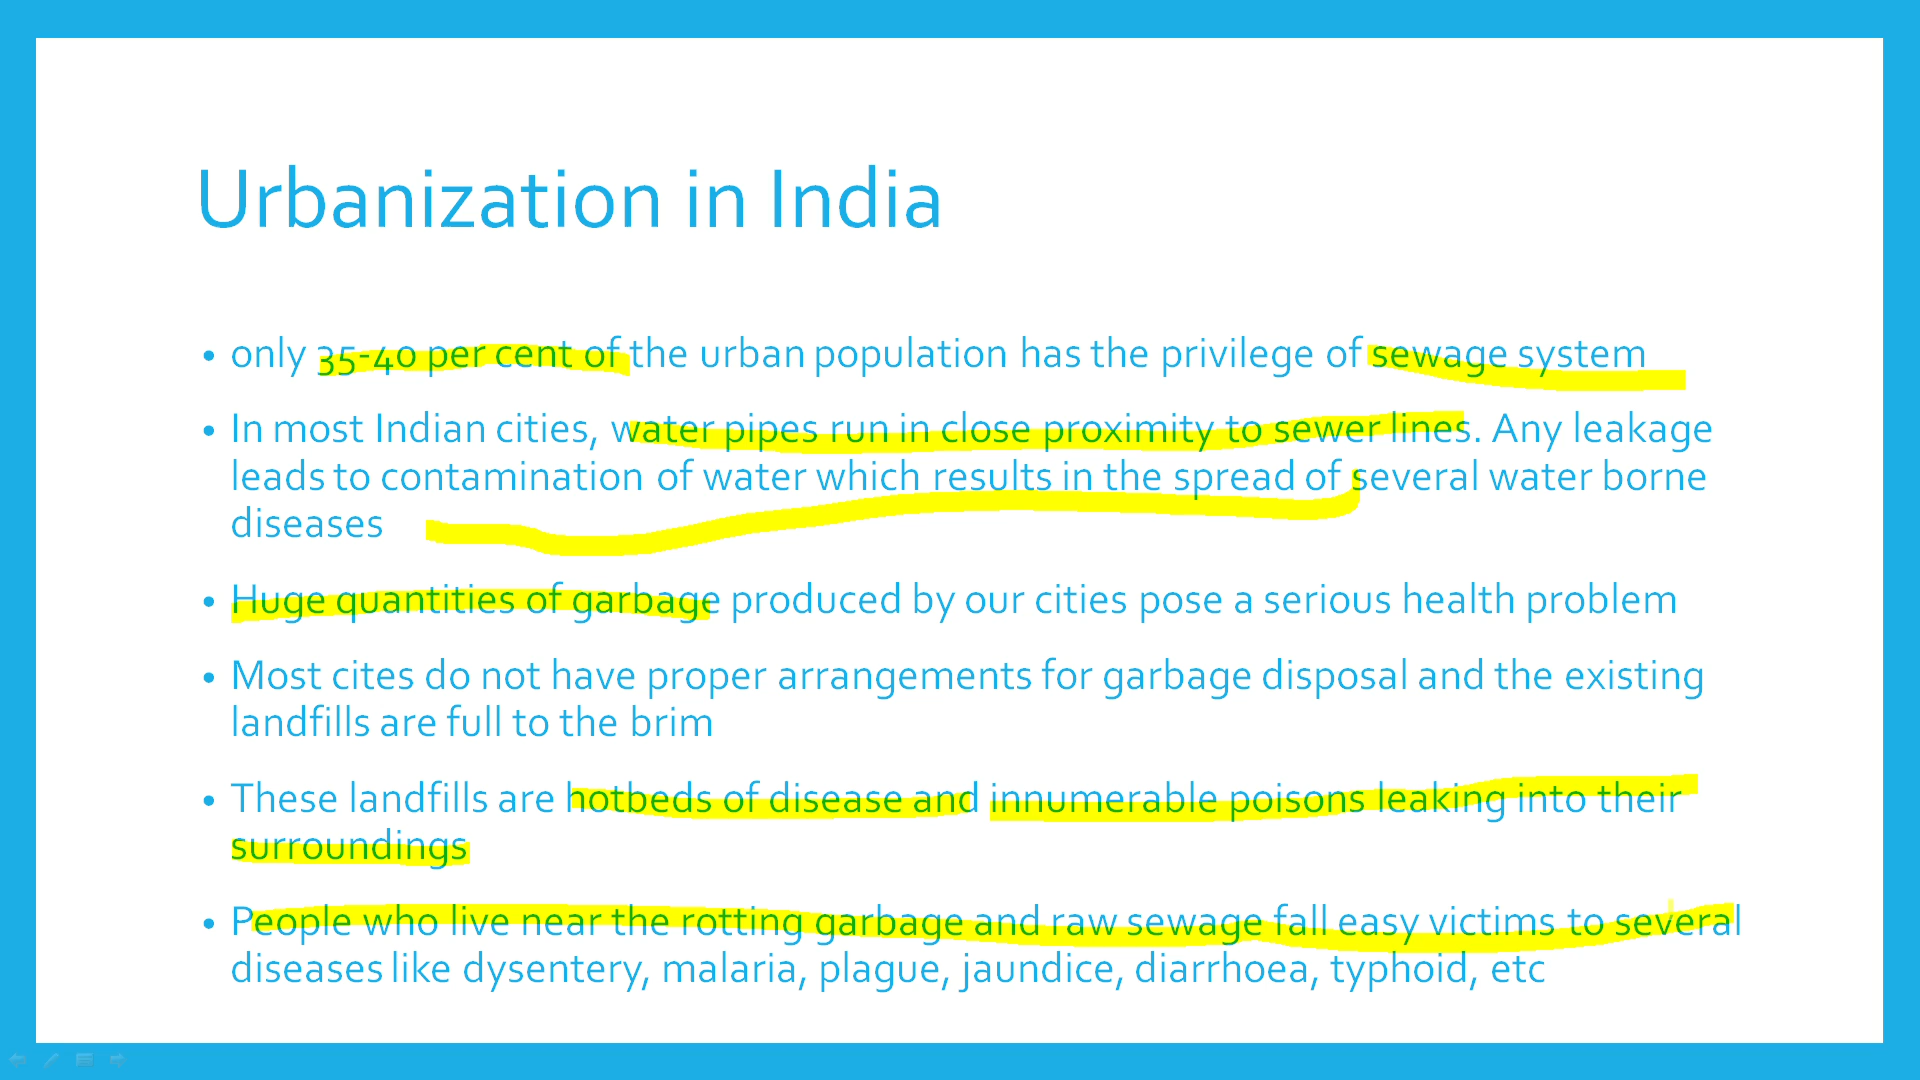 Urbanization in India
• only 35-40 per cent of the urban population has the privilege of sewage system
• In most Indian cities, water pipes run in close proximity to sewer lines. Any leakage
leads to contamination of water which results in the spread of several water borne
diseases
• Huge quantities of garbage produced by our cities pose a serious health problem
• Most cites do not have proper arrangements for garbage disposal and the existing
landfills are full to the brim
• These landfills are hotbeds of disease and innumerable poisons leaking into their
surroundings
• People who live near the rotting garbage and raw sewage fall easy victims to several
diseases like dysentery, malaria, plague, jaundice, diarrhoea, typhoid, etc